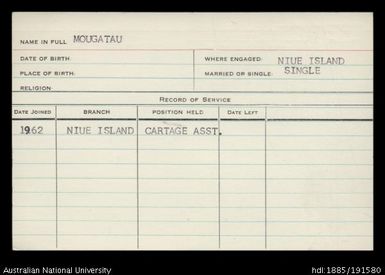 NAME IN FULL MOUGATAU
DATE OF BIRTH. WHERE ENGAGED: NIUE ISLAND
PLACE OF BIRTH. MARRIED OR SINGLE: SINGLE
RELIGION
RECORD OF SERVICE
DATE JOINED BRANCH POSITION HELD DATE LEFT
1962 NIUE ISLAND CARTAGE ASST.
Australian National University hdl:1885/191580